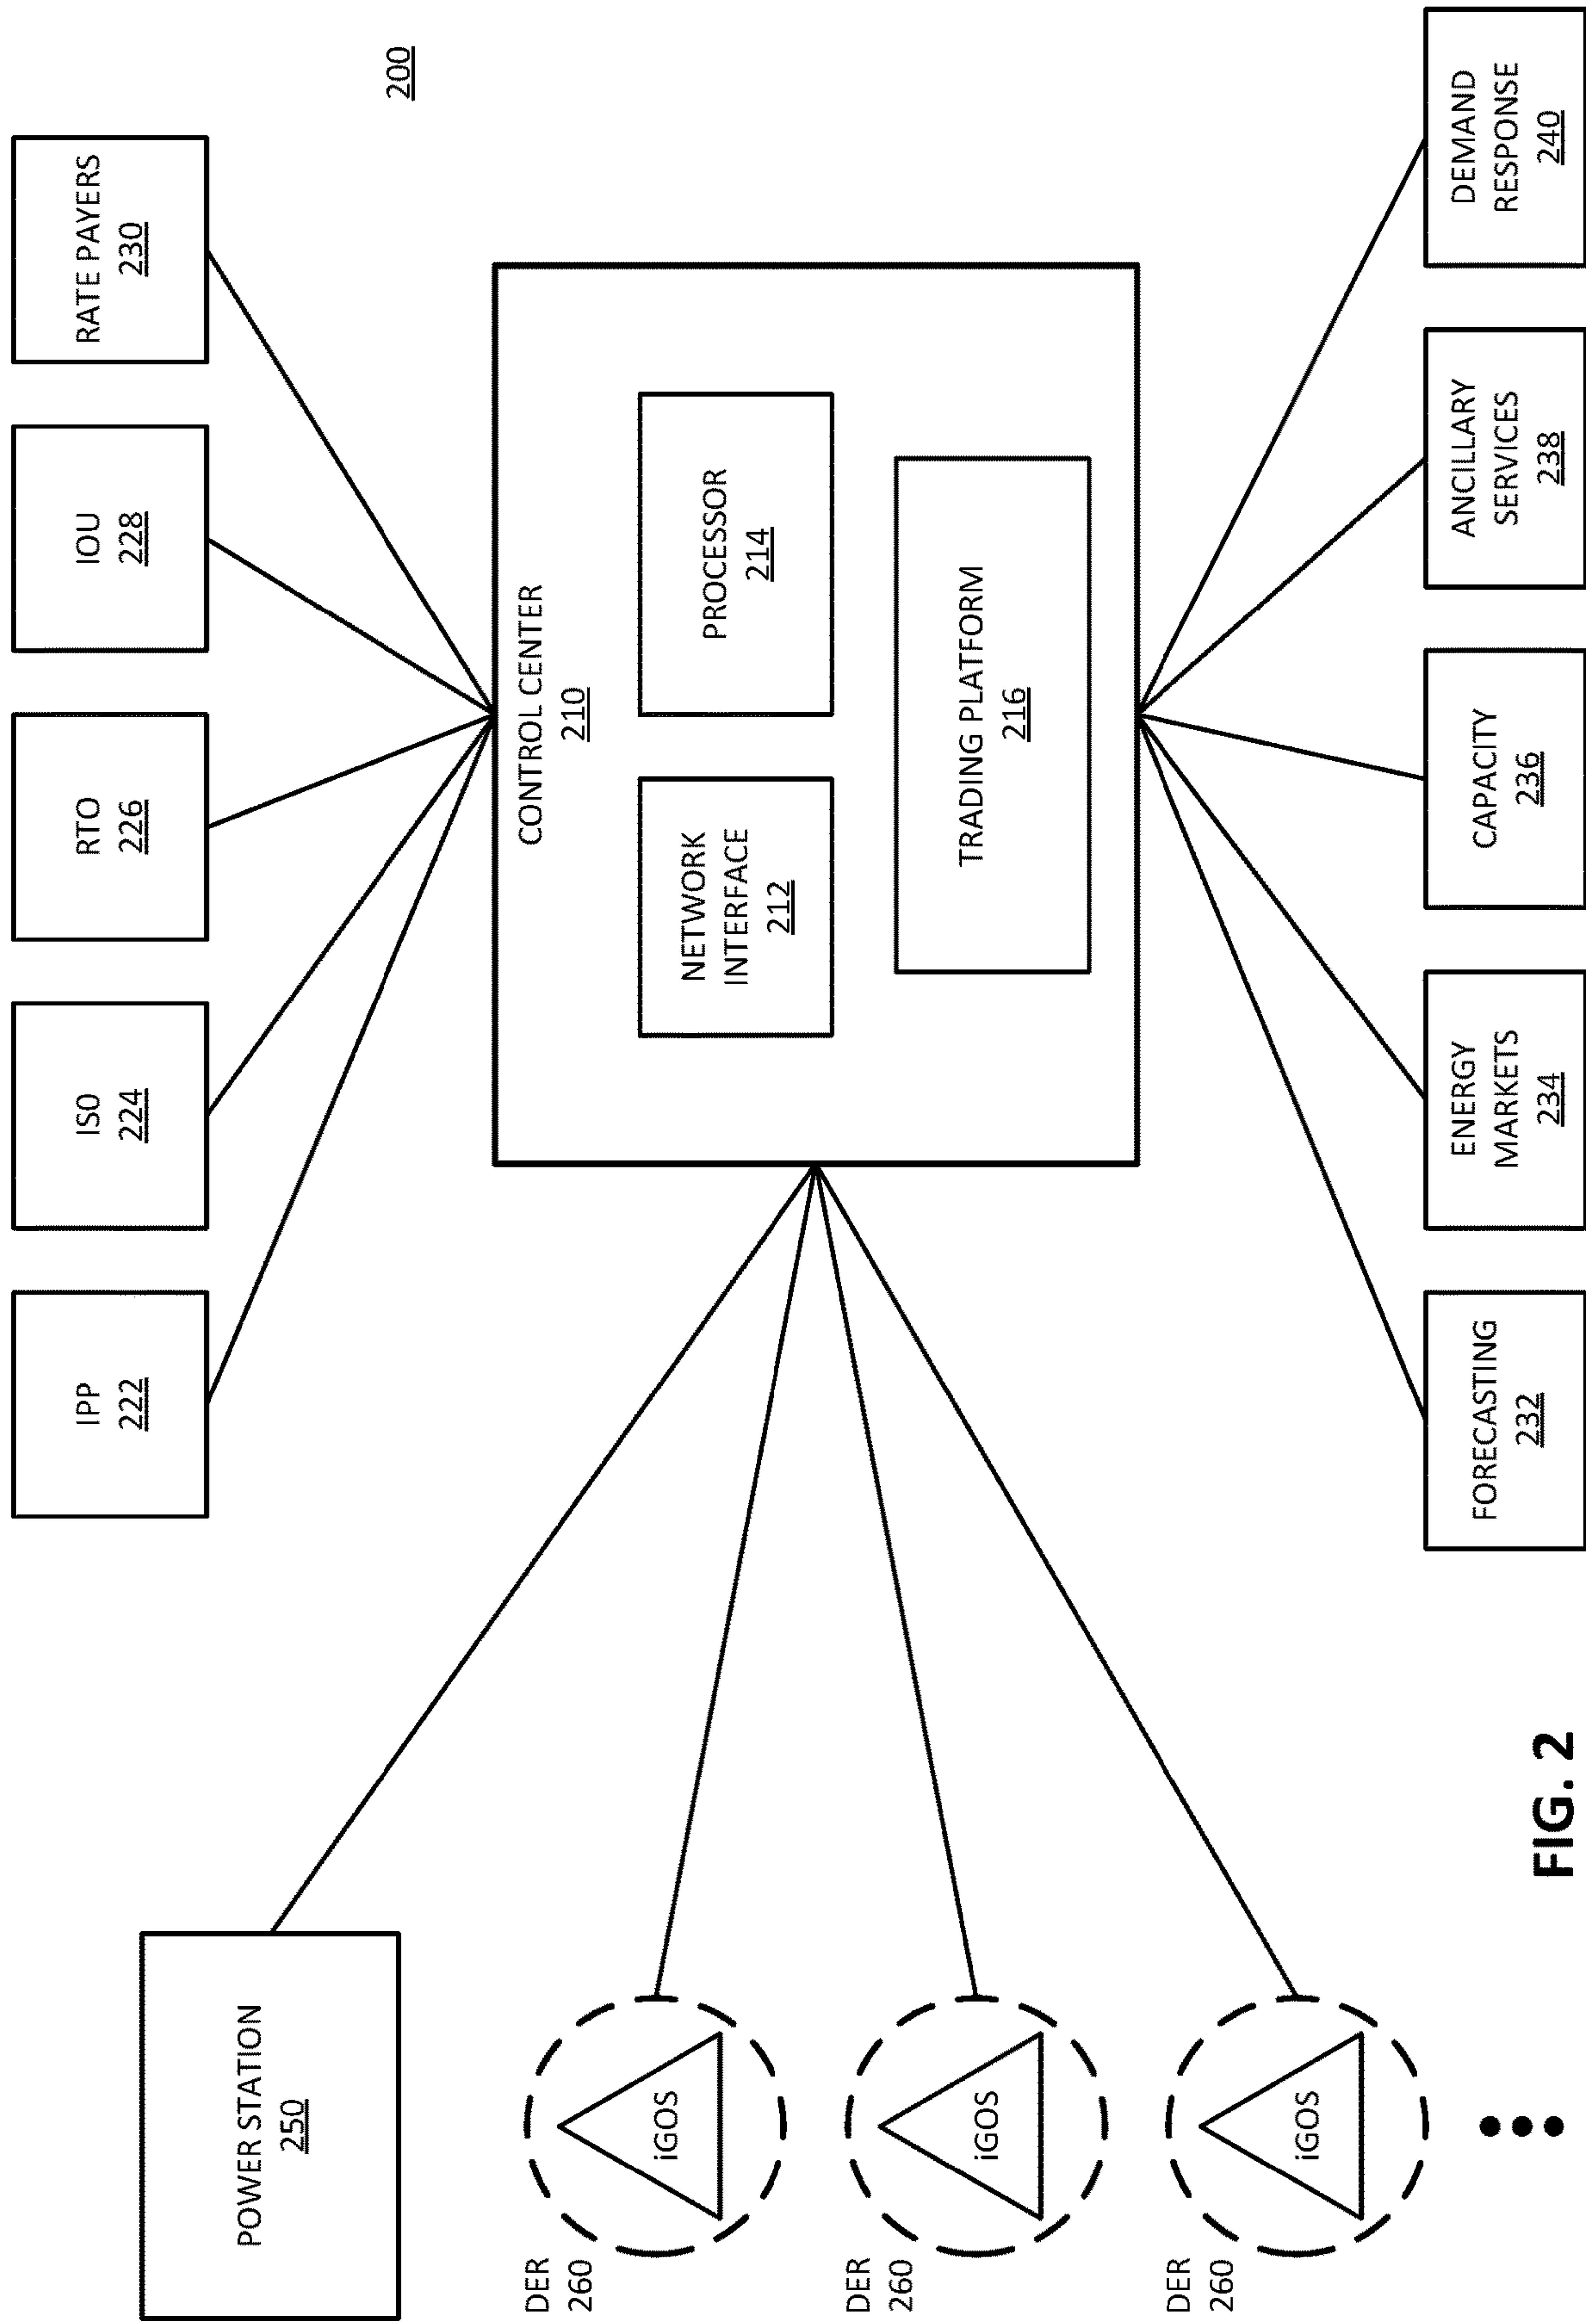 IPP
222
IS0
224
RTO
226
IOU
228
RATE PAYERS
230
200
POWER STATION
250
CONTROL CENTER
210
NETWORK
INTERFACE
212
PROCESSOR
214
TRADING PLATFORM
216
DER
260
iGOS
DER
260
iGOS
DER
260
iGOS
FORECASTING
232
ENERGY
MARKETS
234
CAPACITY
236
ANCILLARY
SERVICES
238
DEMAND
RESPONSE
240
FIG. 2